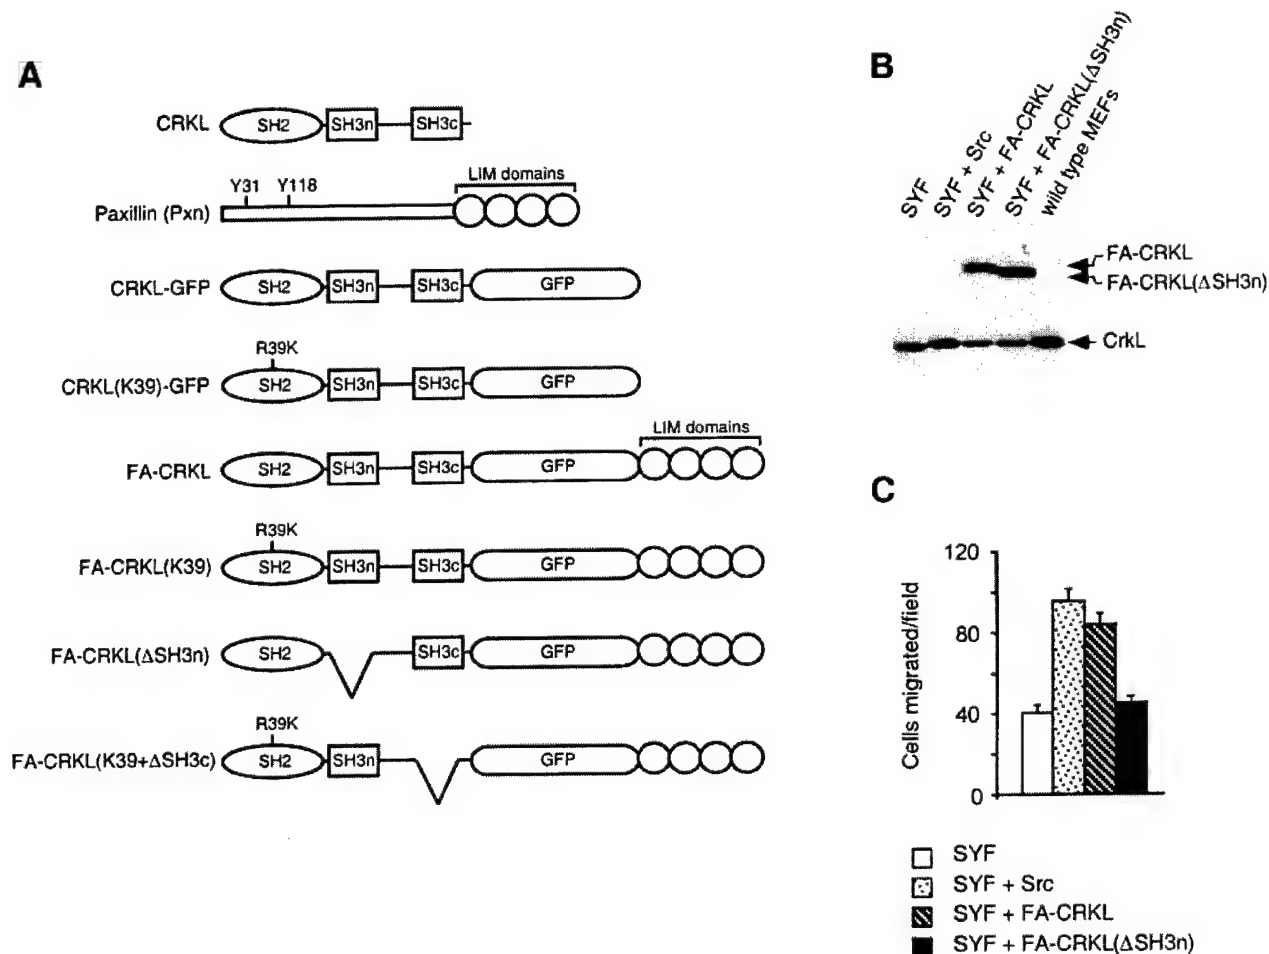 A
CRKL
SH2
SH3n
SH3c
Y31
Y118
LIM domains
Paxillin (Pxn)
CRKL-GFP
SH2
SH3n
SH3c
GFP
R39K
CRKL(K39)-GFP
SH2
SH3n
SH3c
GFP
LIM domains
FA-CRKL
SH2
SH3n
SH3c
GFP
R39K
FA-CRKL(K39)
SH2
SH3n
SH3c
GFP
FA-CRKL(ΔSH3n)
SH2
SH3c
GFP
R39K
FA-CRKL(K39+ΔSH3c)
SH2
SH3n
GFP
B
SYF
SYF + Src
SYF + FA-CRKL
SYF + FA-CRKL(ΔSH3n)
wild type MEFs
FA-CRKL
FA-CRKL(ΔSH3n)
CrkL
C
Cells migrated/field
120
80
40
0
SYF
SYF + Src
SYF + FA-CRKL
SYF + FA-CRKL(ΔSH3n)